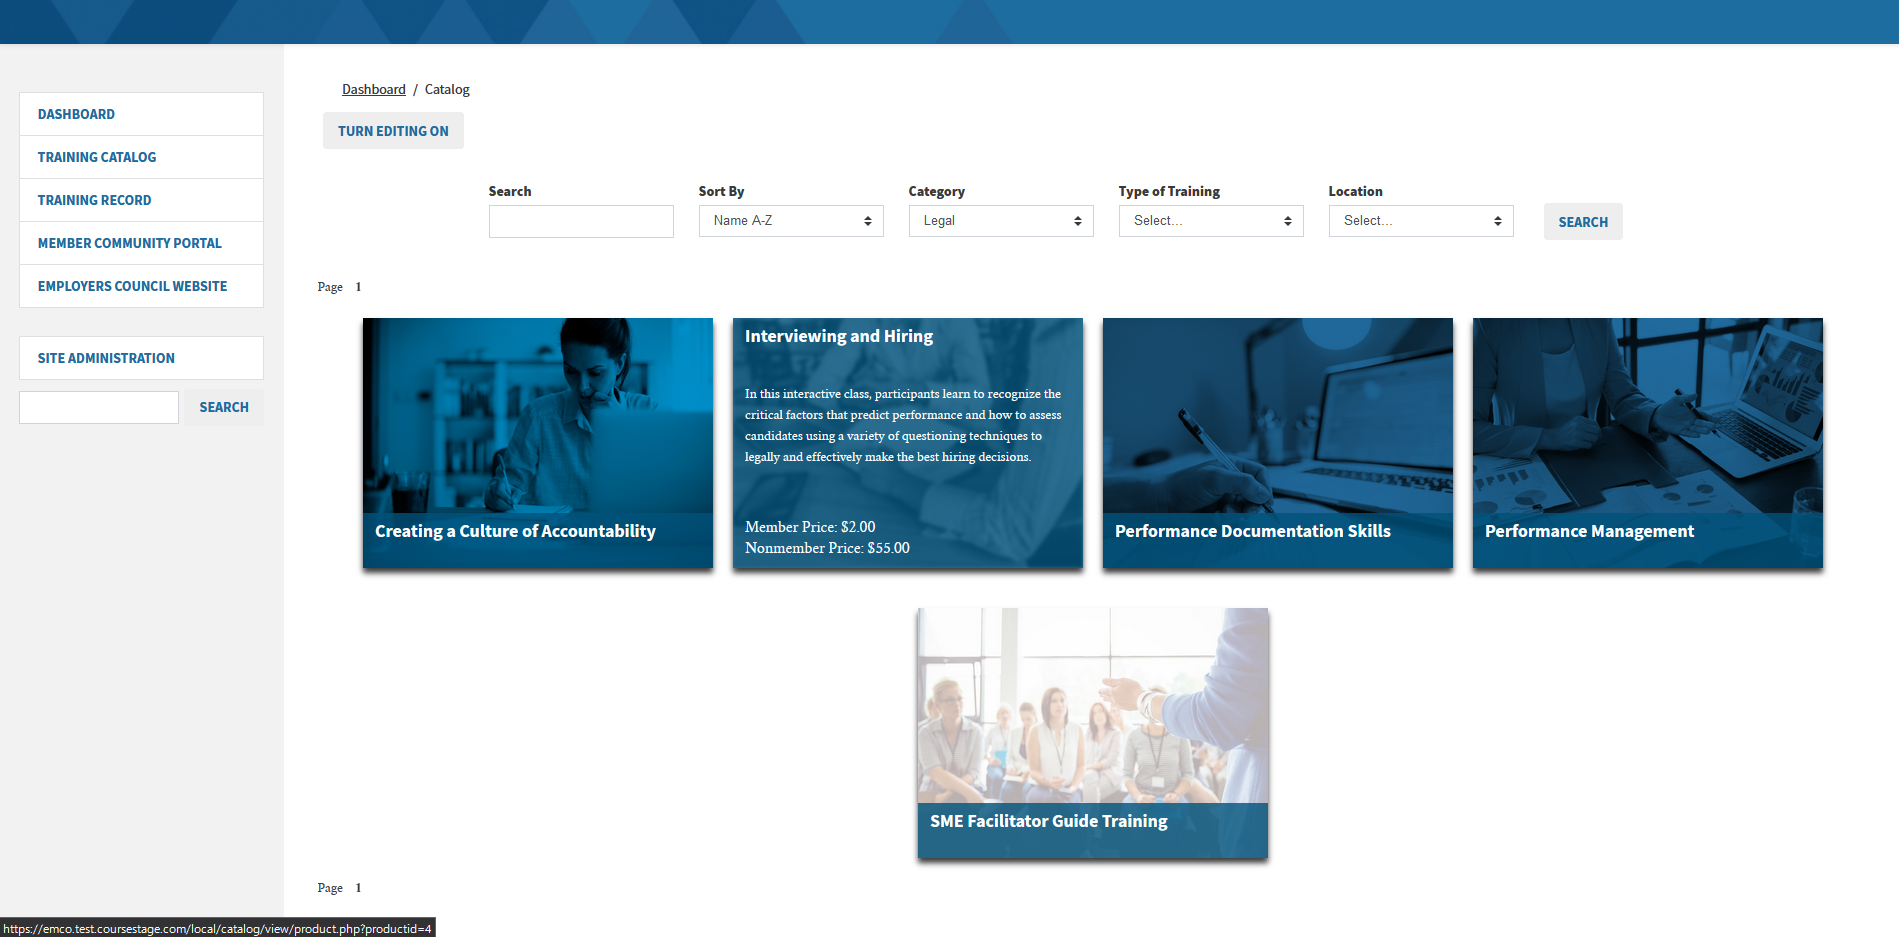 Dashboard / Catalog
TURN EDITING ON
DASHBOARD
TRAINING CATALOG
TRAINING RECORD
MEMBER COMMUNITY PORTAL
EMPLOYERS COUNCIL WEBSITE
SITE ADMINISTRATION
SEARCH
Search
Sort By
Category
Type of Training
Location
Name A-Z
Legal
Select...
Select...
SEARCH
Page 1
Creating a Culture of Accountability
Interviewing and Hiring
In this interactive class, participants learn to recognize the
critical factors that predict performance and how to assess
candidates using a variety of questioning techniques to
legally and effectively make the best hiring decisions.
Member Price: $2.00
Nonmember Price: $55.00
Performance Documentation Skills
Performance Management
SME Facilitator Guide Training
Page 1
https://emco.test.coursestage.com/local/catalog/view/product.php?productid=4